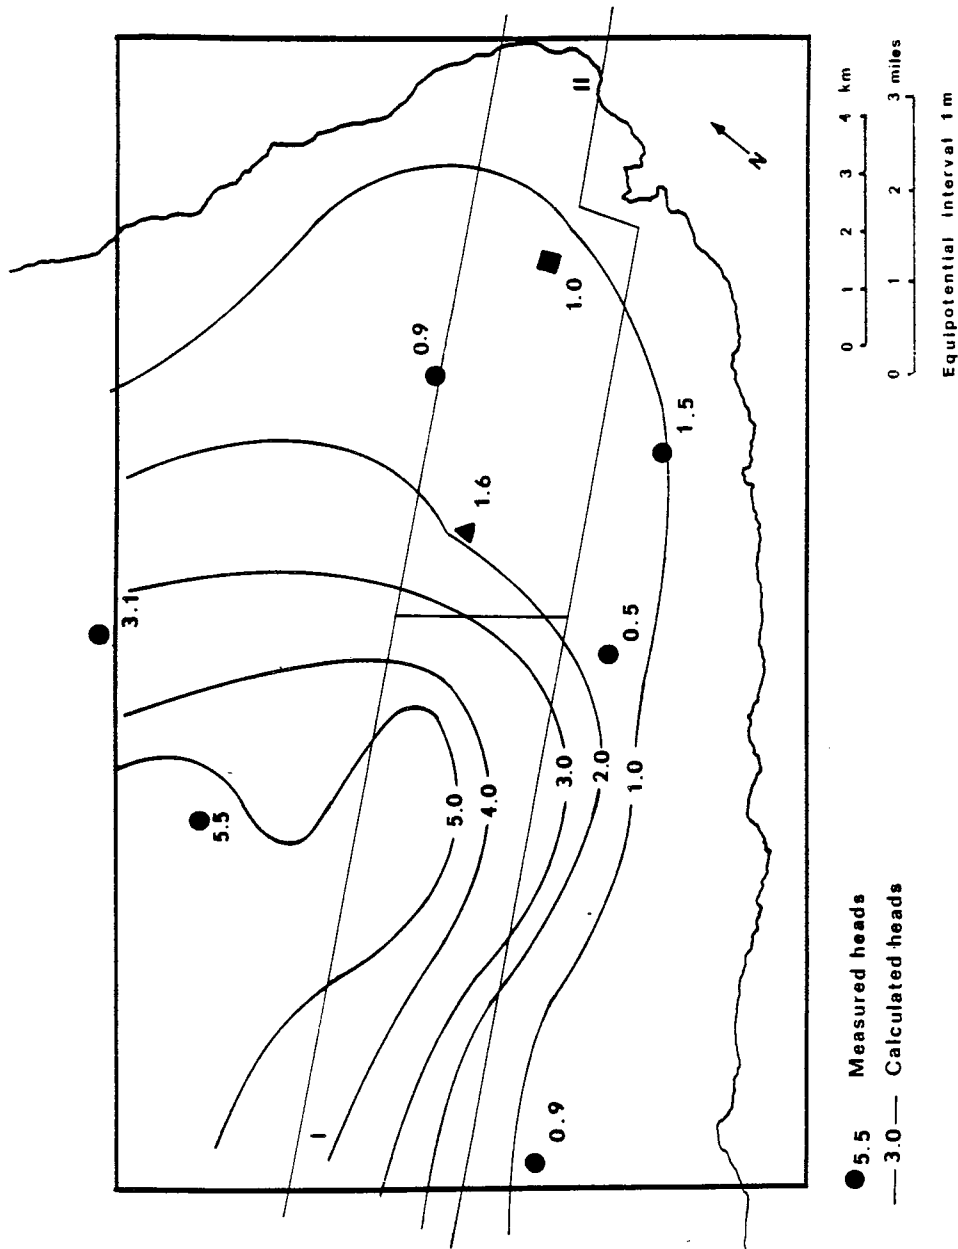 II
1.0
0.9
1.5
1.6
3.1
0.5
5.5
5.0
4.0
3.0
2.0
1.0
I
0.9
N
0 1 2 3 4 km
0 1 2 3 miles
Equipotential interval 1m
5.5 Measured heads
3.0 Calculated heads